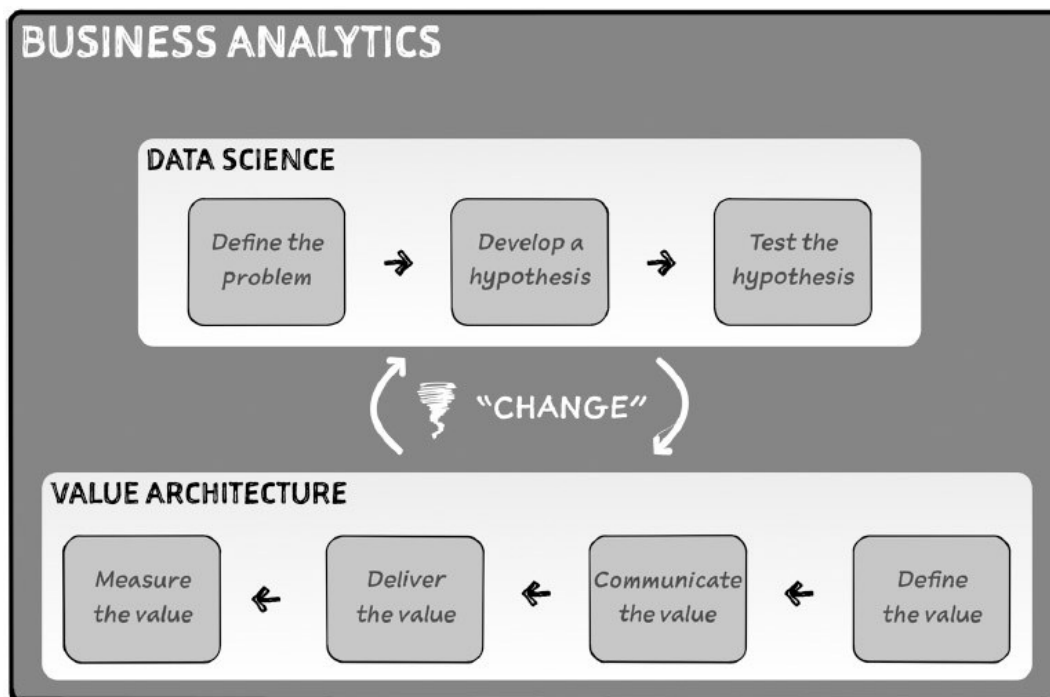 BUSINESS ANALYTICS
DATA SCIENCE
Define the
problem
Develop a
hypothesis
Test the
hypothesis
"CHANGE"
VALUE ARCHITECTURE
Measure
the value
Deliver
the value
Communicate
the value
Define
the value